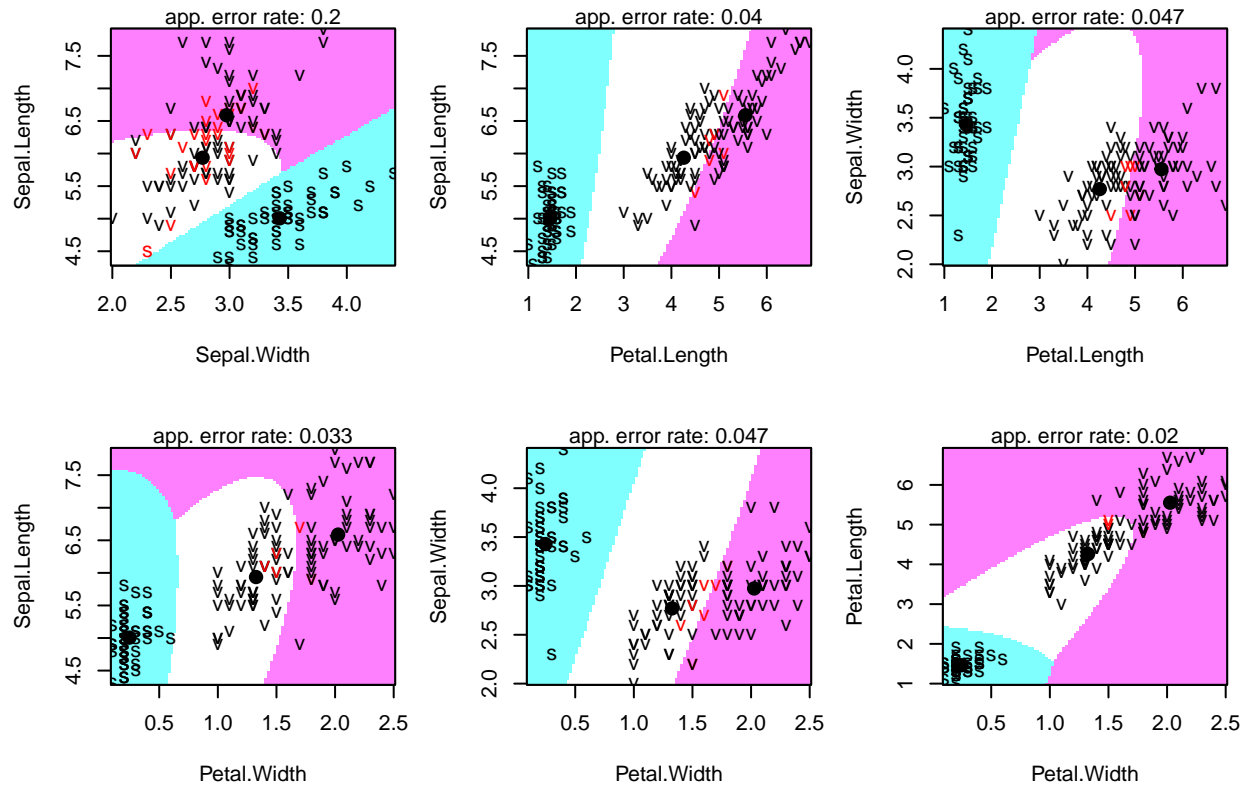 app. error rate: 0.2
Sepal.Length
4.5 5.5 6.5 7.5
2.0 2.5 3.0 3.5 4.0
Sepal.Width
app. error rate: 0.04
Sepal.Length
4.5 5.5 6.5 7.5
1 2 3 4 5 6
Petal.Length
app. error rate: 0.047
Sepal.Width
2.0 2.5 3.0 3.5 4.0
1 2 3 4 5 6
Petal.Length
app. error rate: 0.033
Sepal.Length
4.5 5.5 6.5 7.5
0.5 1.0 1.5 2.0 2.5
Petal.Width
app. error rate: 0.047
Sepal.Width
2.0 2.5 3.0 3.5 4.0
0.5 1.0 1.5 2.0 2.5
Petal.Width
app. error rate: 0.02
Petal.Length
1 2 3 4 5 6
0.5 1.0 1.5 2.0 2.5
Petal.Width